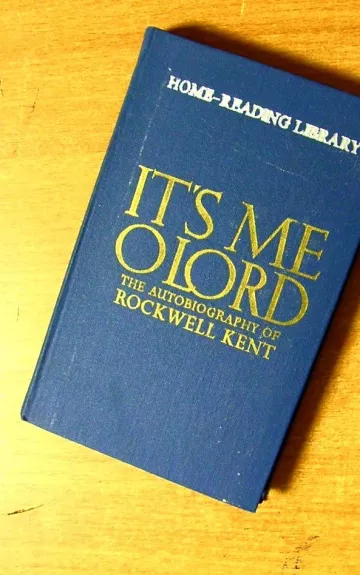 HOME-READING LIBRARY
IT'S ME
O LORD
THE AUTOBIOGRAPHY OF
ROCKWELL KENT